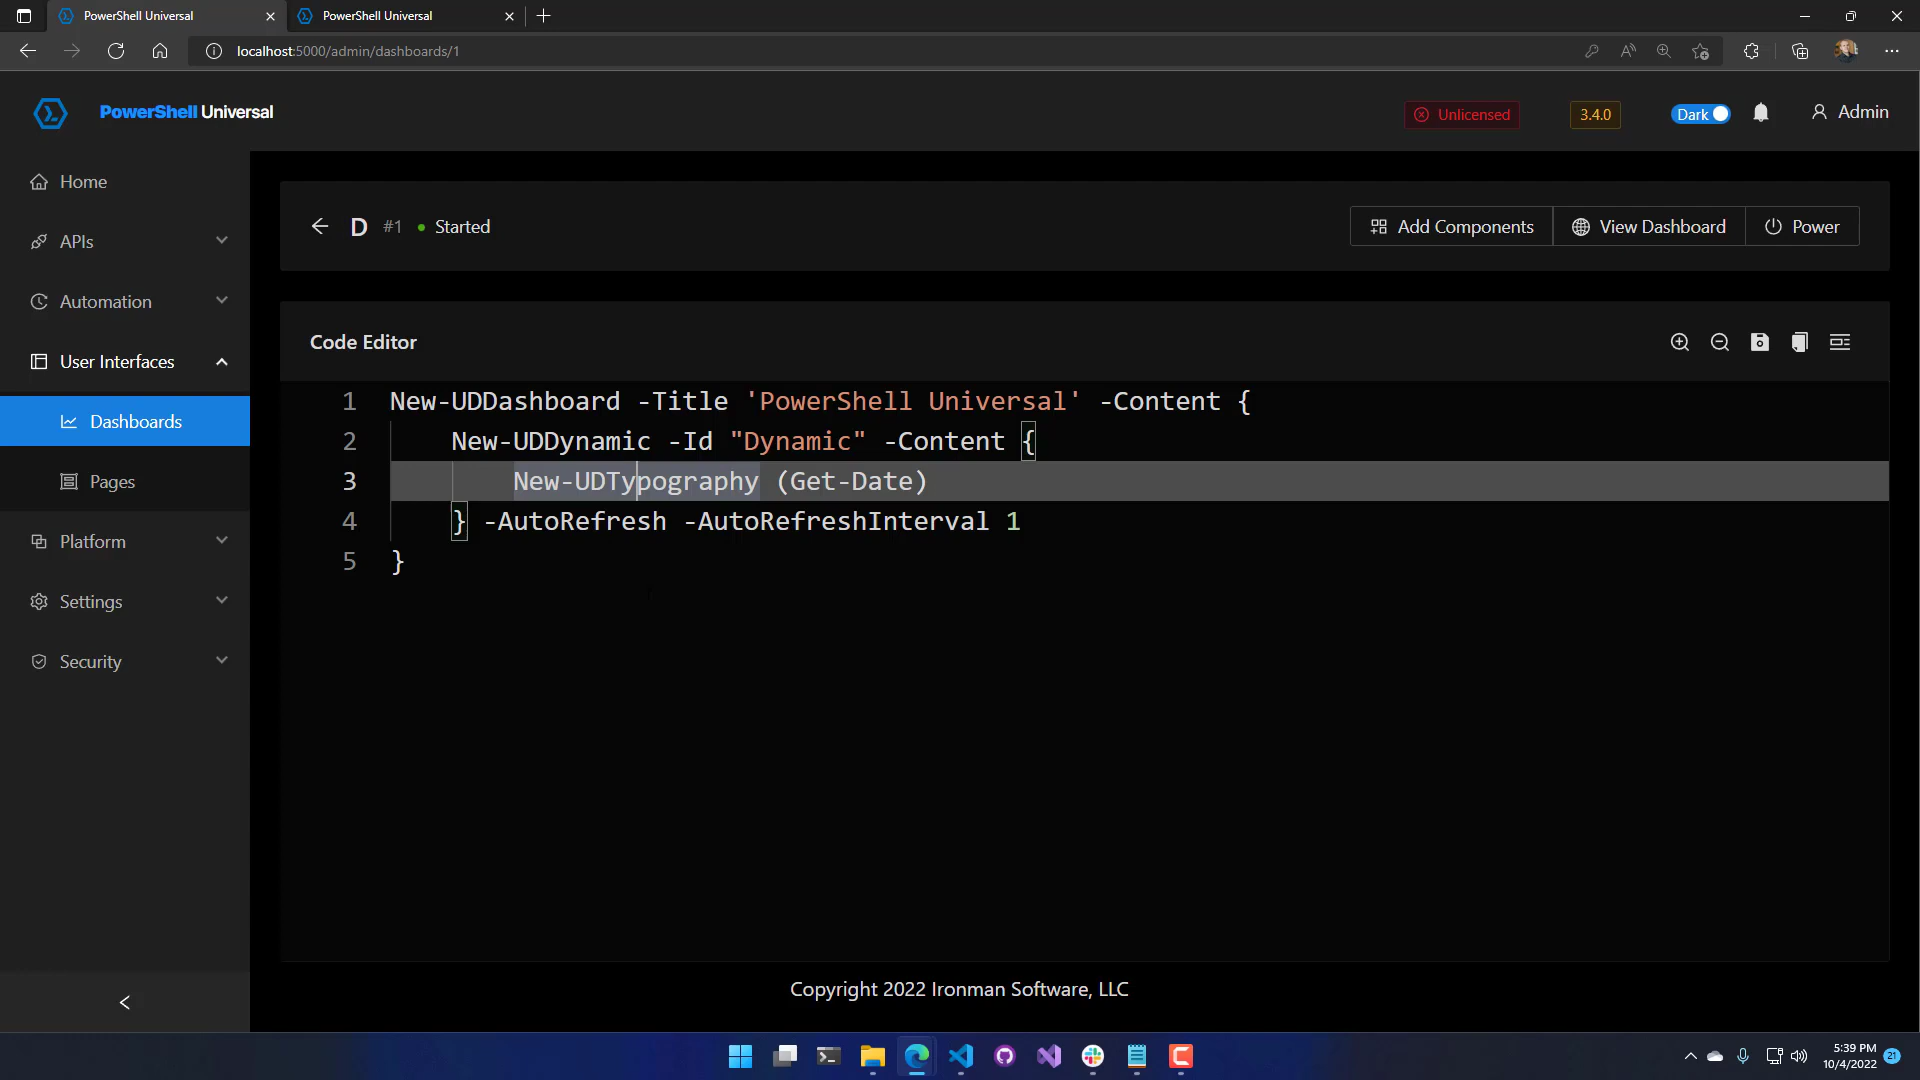 PowerShell Universal
PowerShell Universal
localhost:5000/admin/dashboards/1
PowerShell Universal
Unlicensed
3.4.0
Dark
Admin
Home
APIs
Automation
User Interfaces
Dashboards
Pages
Platform
Settings
Security
D #1 Started
Add Components
View Dashboard
Power
Code Editor
1 New-UDDashboard -Title 'PowerShell Universal' -Content {
2 New-UDDynamic -Id "Dynamic" -Content {
3 New-UDTypography (Get-Date)
4 } -AutoRefresh -AutoRefreshInterval 1
5 }
Copyright 2022 Ironman Software, LLC
5:39 PM
10/4/2022
21